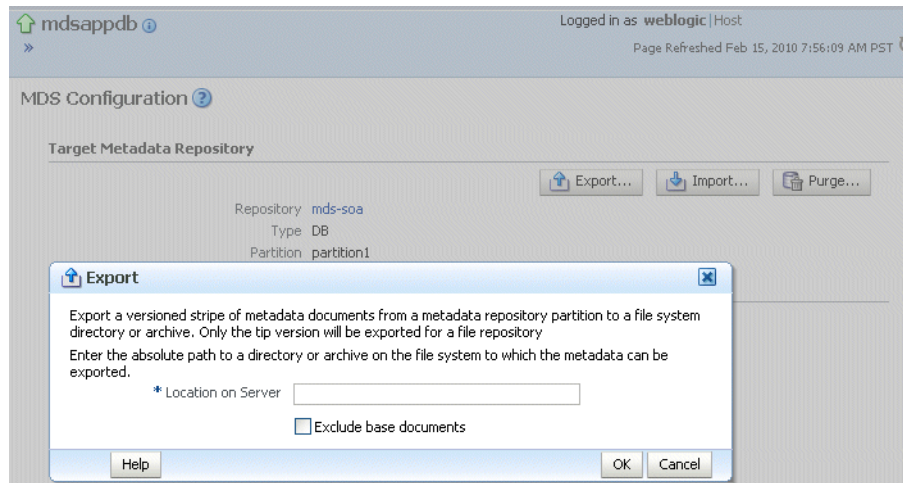 mdsappdb
Logged in as weblogic|Host
»
Page Refreshed Feb 15, 2010 7:56:09 AM PST
MDS Configuration
Target Metadata Repository
Export... Import... Purge...
Repository mds-soa
Type DB
Partition partition1
Export
Export a versioned stripe of metadata documents from a metadata repository partition to a file system
directory or archive. Only the tip version will be exported for a file repository
Enter the absolute path to a directory or archive on the file system to which the metadata can be
exported.
* Location on Server
Exclude base documents
Help OK Cancel